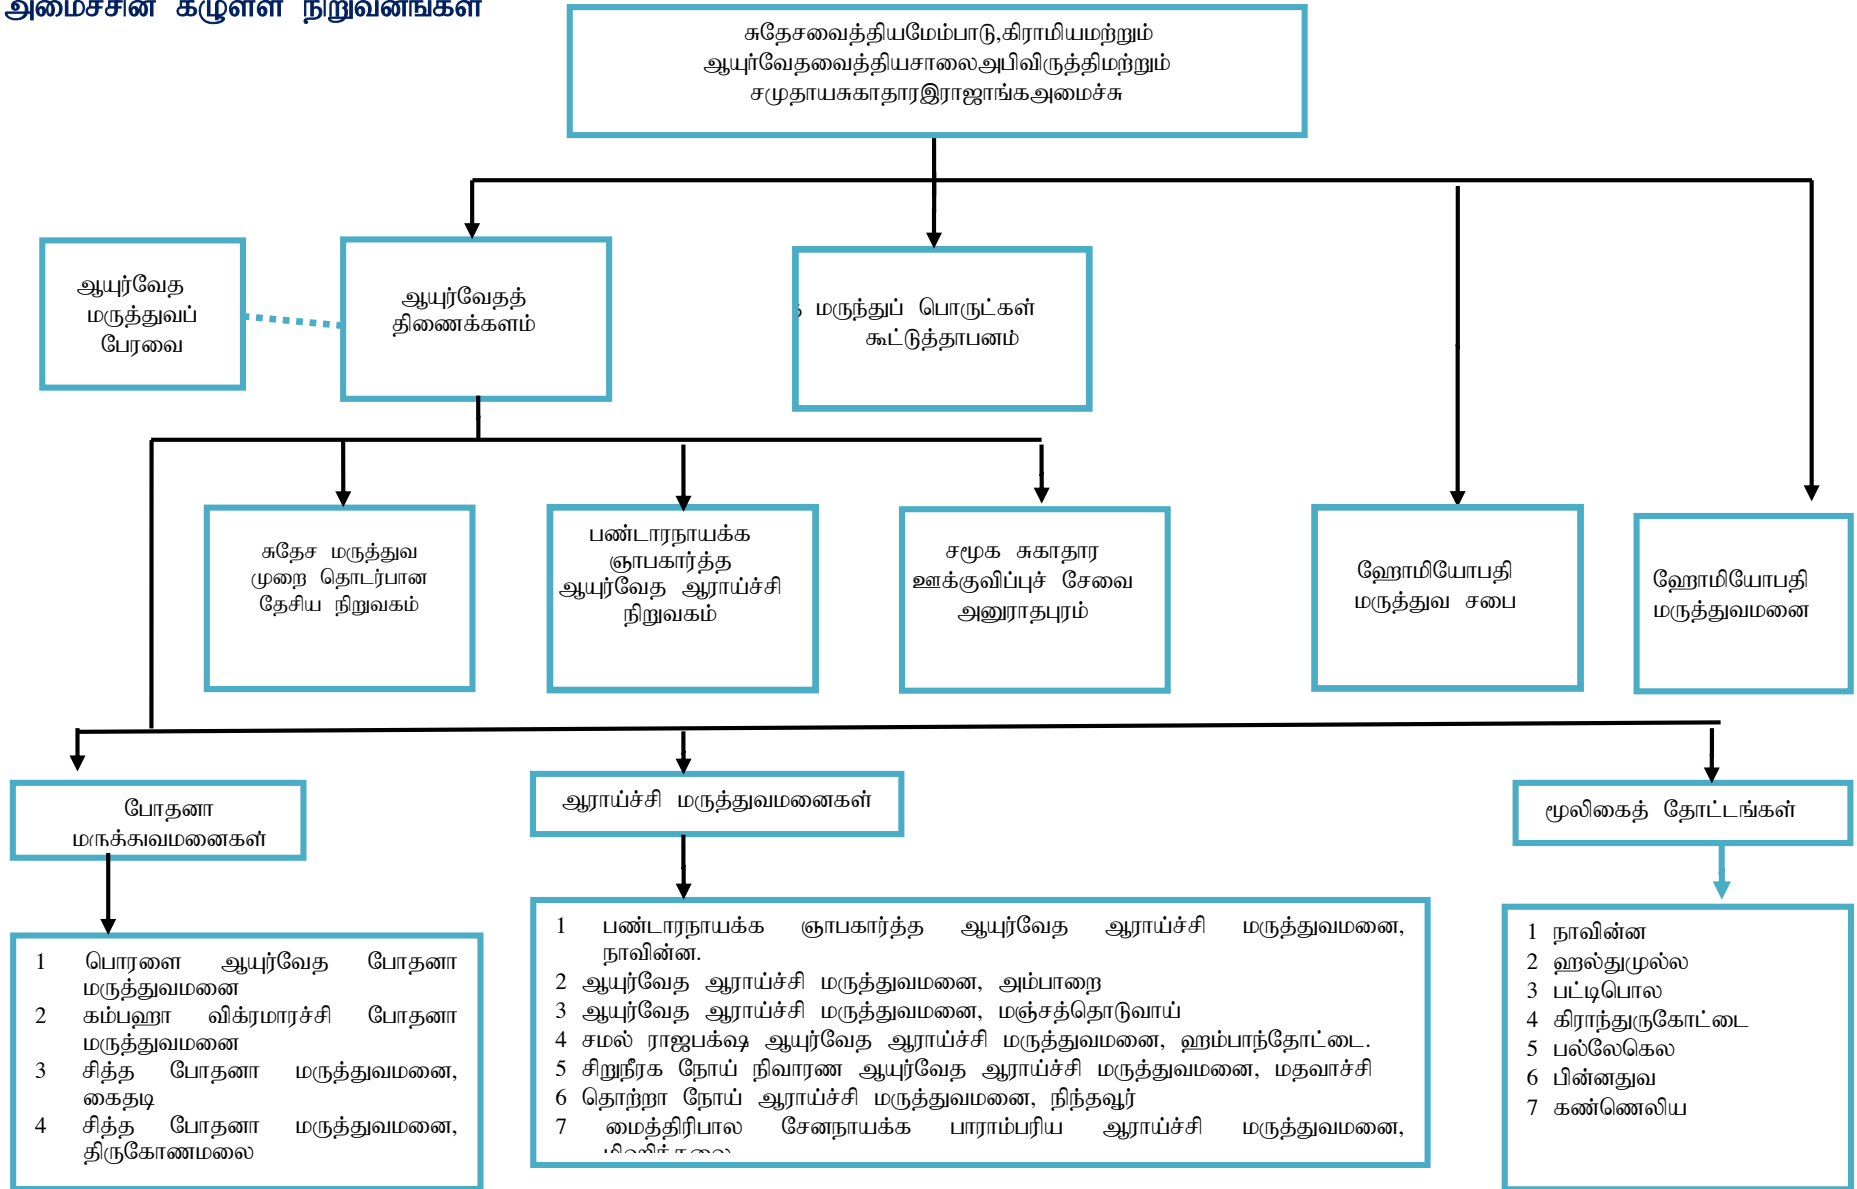 அமைச்சின் கீழுள்ள நிறுவனங்கள்
சுதேசவைத்தியமேம்பாடு,கிராமியமற்றும்
ஆயுர்வேதவைத்தியசாலைஅபிவிருத்திமற்றும்
சமுதாயசுகாதாரஇராஜாங்கஅமைச்சு
ஆயுர்வேத
மருத்துவப்
பேரவை
ஆயுர்வேதத்
திணைக்களம்
மருந்துப் பொருட்கள்
கூட்டுத்தாபனம்
சுதேச மருத்துவ
முறை தொடர்பான
தேசிய நிறுவகம்
பண்டாரநாயக்க
ஞாபகார்த்த
ஆயுர்வேத ஆராய்ச்சி
நிறுவகம்
சமூக சுகாதார
ஊக்குவிப்புச் சேவை
அனுராதபுரம்
ஹோமியோபதி
மருத்துவ சபை
ஹோமியோபதி
மருத்துவமனை
போதனா
மருத்துவமனைகள்
ஆராய்ச்சி மருத்துவமனைகள்
மூலிகைத் தோட்டங்கள்
1 பொரளை ஆயுர்வேத போதனா
மருத்துவமனை
2 கம்பஹா விக்ரமாரச்சி போதனா
மருத்துவமனை
3 சித்த போதனா மருத்துவமனை,
கைதடி
4 சித்த போதனா மருத்துவமனை,
திருகோணமலை
1 பண்டாரநாயக்க ஞாபகார்த்த ஆயுர்வேத ஆராய்ச்சி மருத்துவமனை,
நாவின்ன.
2 ஆயுர்வேத ஆராய்ச்சி மருத்துவமனை, அம்பாறை
3 ஆயுர்வேத ஆராய்ச்சி மருத்துவமனை, மஞ்சத்தொடுவாய்
4 சமல் ராஜபக்ஷ ஆயுர்வேத ஆராய்ச்சி மருத்துவமனை, ஹம்பாந்தோட்டை.
5 சிறுநீரக நோய் நிவாரண ஆயுர்வேத ஆராய்ச்சி மருத்துவமனை, மதவாச்சி
6 தொற்றா நோய் ஆராய்ச்சி மருத்துவமனை, நிந்தவூர்
7 மைத்திரிபால சேனநாயக்க பாரம்பரிய ஆராய்ச்சி மருத்துவமனை,
1 நாவின்ன
2 ஹல்துமுல்ல
3 பட்டிபொல
4 கிராந்துருகோட்டை
5 பல்லேகெல
6 பின்னதுவ
7 கண்ணெலிய